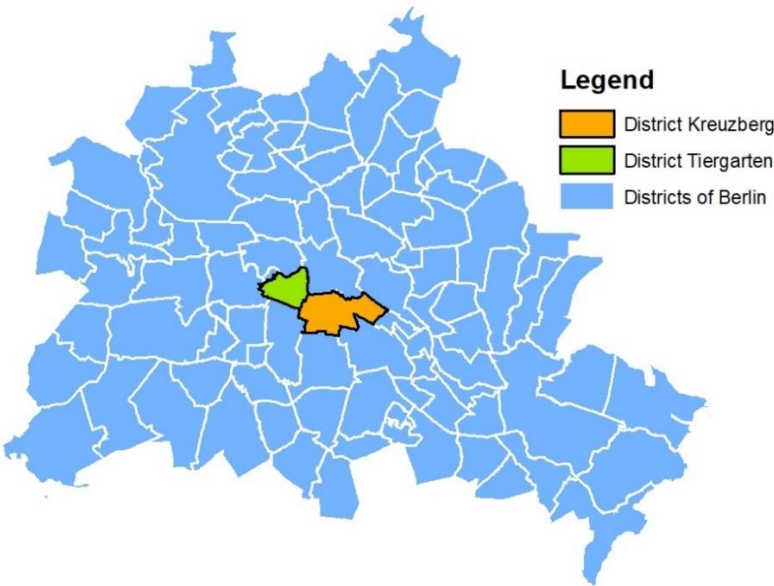 Legend
District Kreuzberg
District Tiergarten
Districts of Berlin